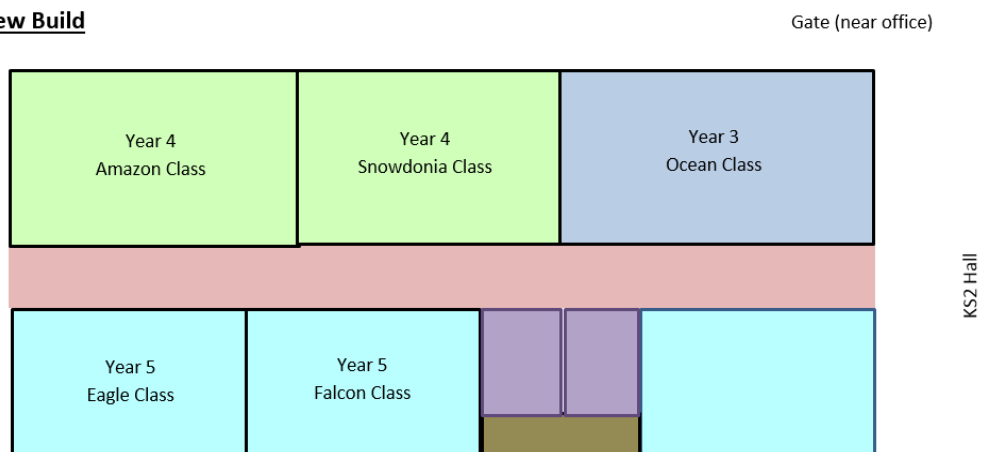 ew Build
Gate (near office)
Year 4
Amazon Class
Year 4
Snowdonia Class
Year 3
Ocean Class
KS2 Hall
Year 5
Eagle Class
Year 5
Falcon Class